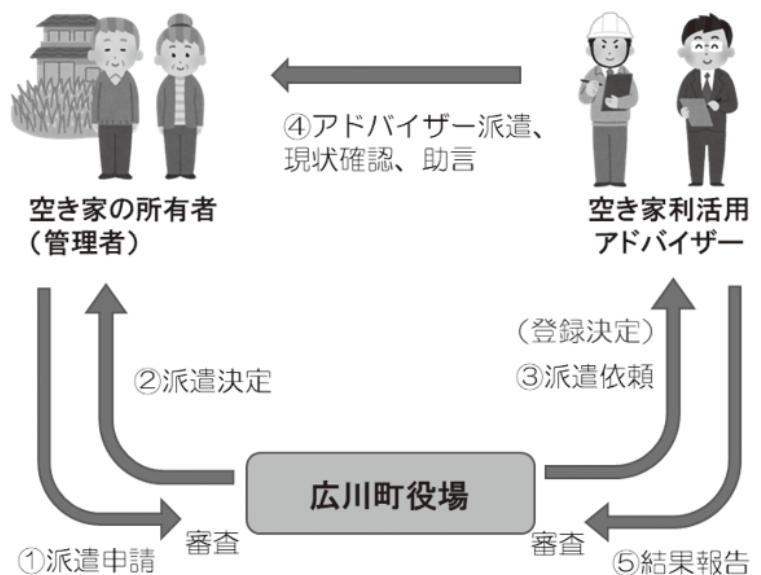 ④アドバイザー派遣、
現状確認、助言
空き家の所有者
（管理者）
空き家利活用
アドバイザー
（登録決定）
③派遣依頼
②派遣決定
広川町役場
①派遣申請
審査
審査
⑤結果報告